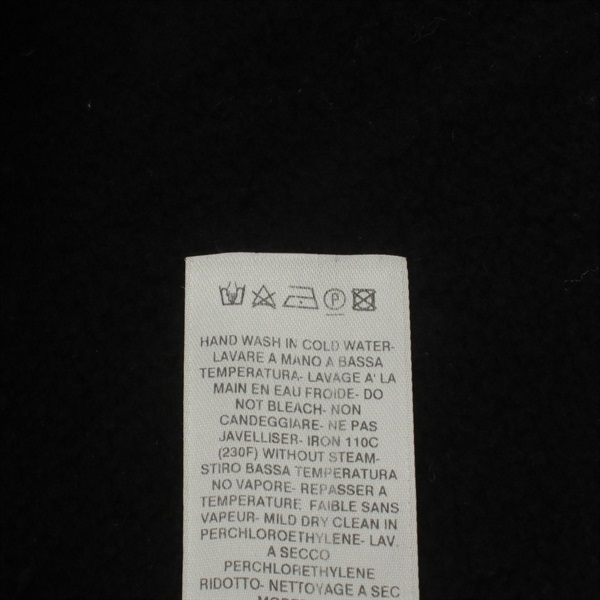 P
HAND WASH IN COLD WATER-
LAVARE A MANO A BASSA
TEMPERATURA- LAVAGE A' LA
MAIN EN EAU FROIDE- DO
NOT BLEACH- NON
CANDEGGIARE- NE PAS
JAVELLISER- IRON 110C
(230F) WITHOUT STEAM-
STIRO BASSA TEMPERATURA
NO VAPORE- REPASSER A
TEMPERATURE FAIBLE SANS
VAPEUR- MILD DRY CLEAN IN
PERCHLOROETHYLENE- LAV.
A SECCO
PERCHLORETHYLENE
RIDOTTO- NETTOYAGE A SEC